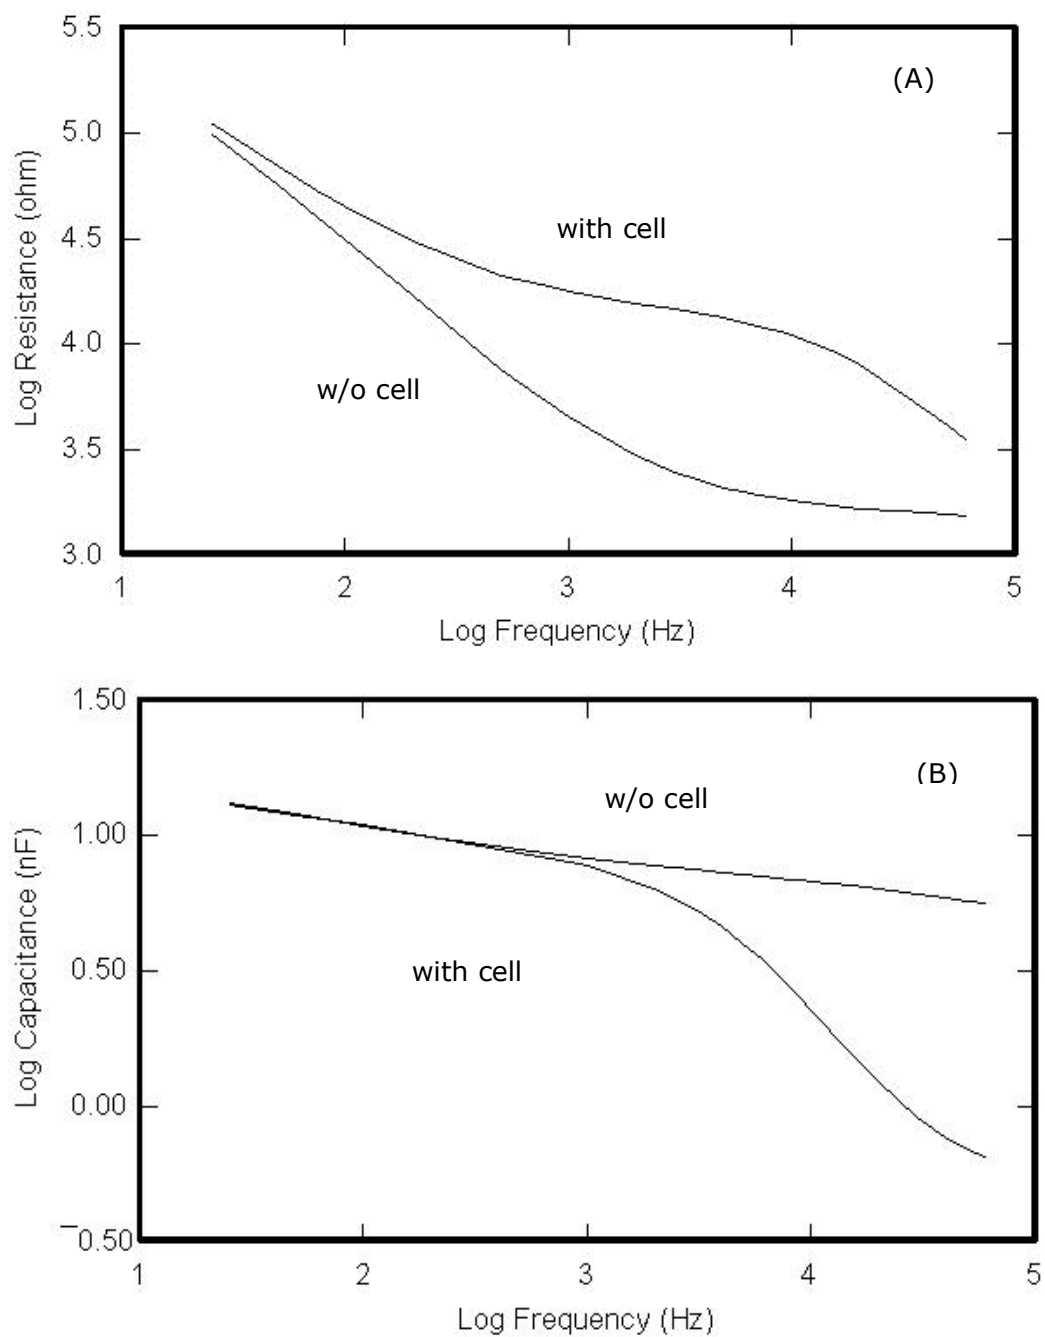 5.5
(A)
5.0
with cell
4.5
Log Resistance (ohm)
4.0
w/o cell
3.5
3.0
1 2 3 4 5
Log Frequency (Hz)
1.50
(B)
w/o cell
1.00
Log Capacitance (nF)
0.50
with cell
0.00
‾0.50
1 2 3 4 5
Log Frequency (Hz)